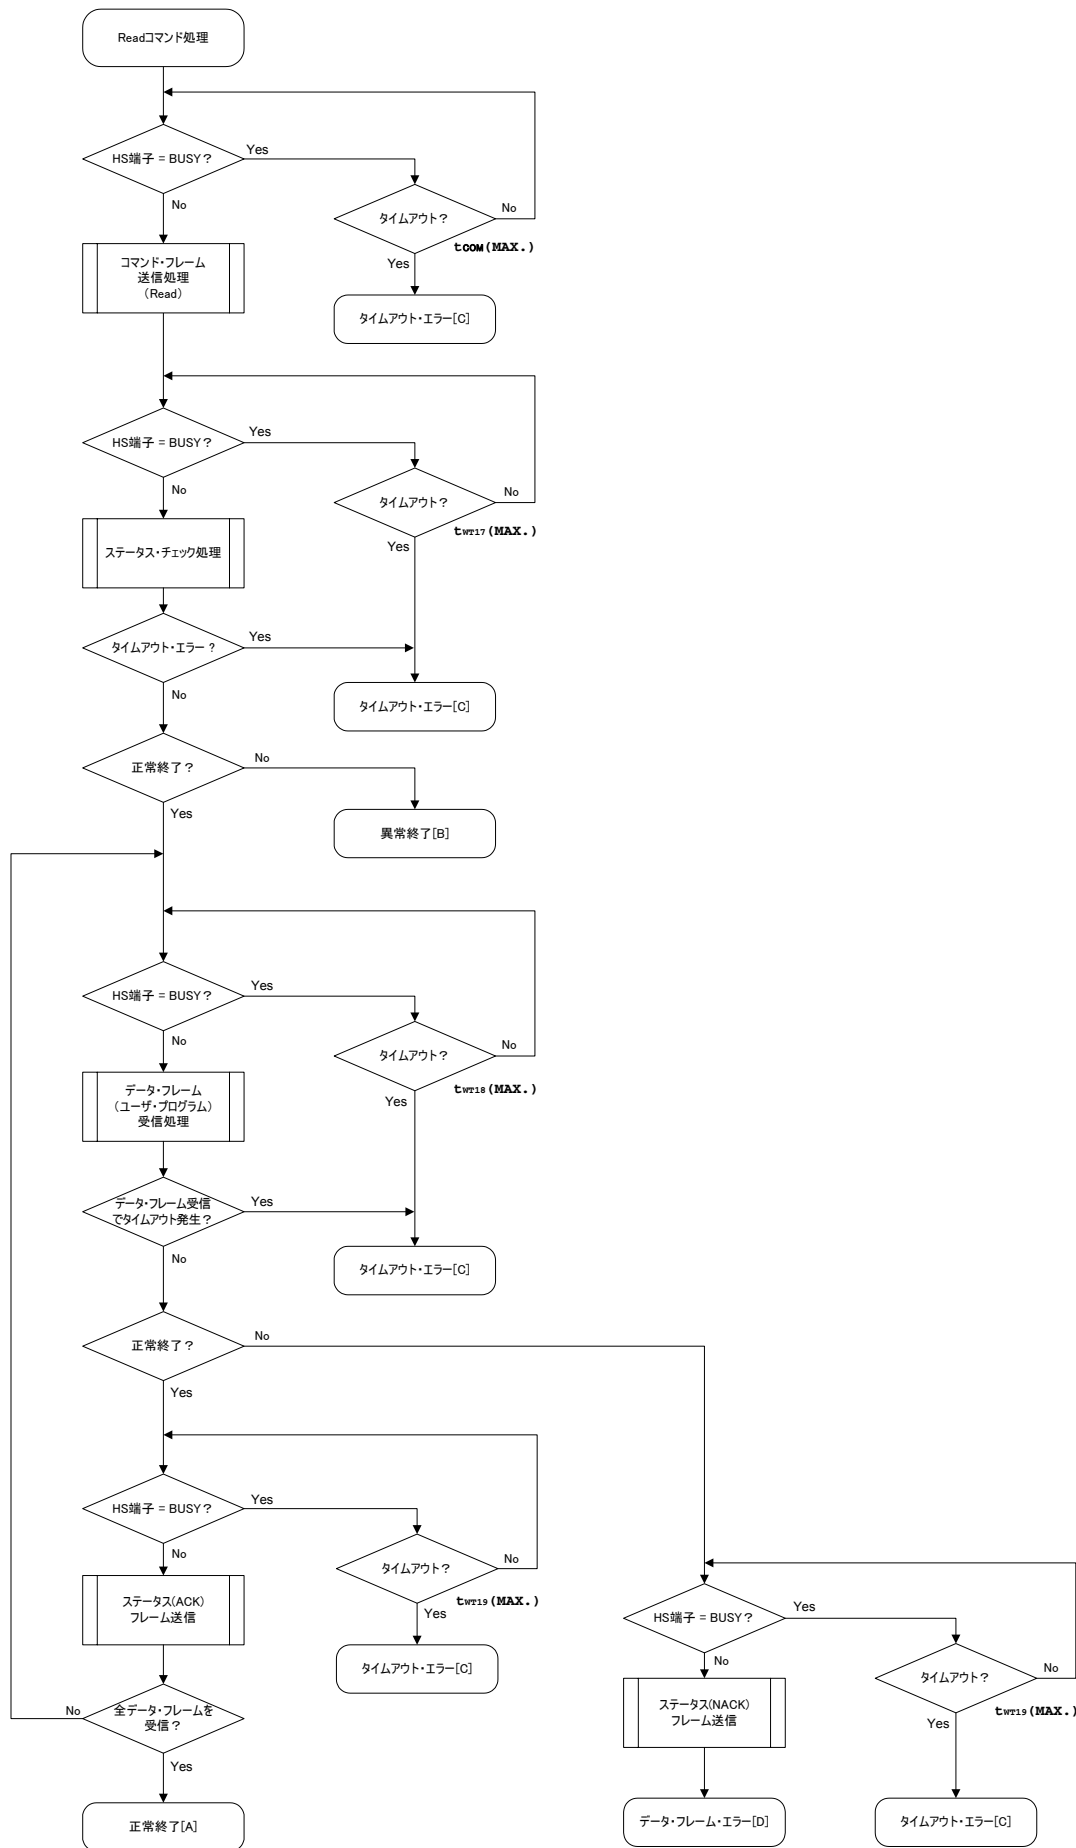 Readコマンド処理
HS端子 = BUSY？
Yes
No
タイムアウト？
No
tCOM(MAX.)
Yes
コマンド・フレーム
送信処理
（Read）
タイムアウト・エラー[C]
HS端子 = BUSY？
Yes
No
タイムアウト？
No
tWT17(MAX.)
Yes
ステータス・チェック処理
タイムアウト・エラー？
Yes
No
タイムアウト・エラー[C]
正常終了？
No
Yes
異常終了[B]
HS端子 = BUSY？
Yes
No
タイムアウト？
No
tWT18(MAX.)
Yes
データ・フレーム
（ユーザ・プログラム）
受信処理
データ・フレーム受信
でタイムアウト発生？
Yes
No
タイムアウト・エラー[C]
正常終了？
No
Yes
HS端子 = BUSY？
Yes
No
タイムアウト？
No
tWT19(MAX.)
Yes
ステータス(ACK)
フレーム送信
タイムアウト・エラー[C]
全データ・フレームを
受信？
No
Yes
正常終了[A]
HS端子 = BUSY？
Yes
No
タイムアウト？
No
tWT19(MAX.)
Yes
ステータス(NACK)
フレーム送信
データ・フレーム・エラー[D]
タイムアウト・エラー[C]